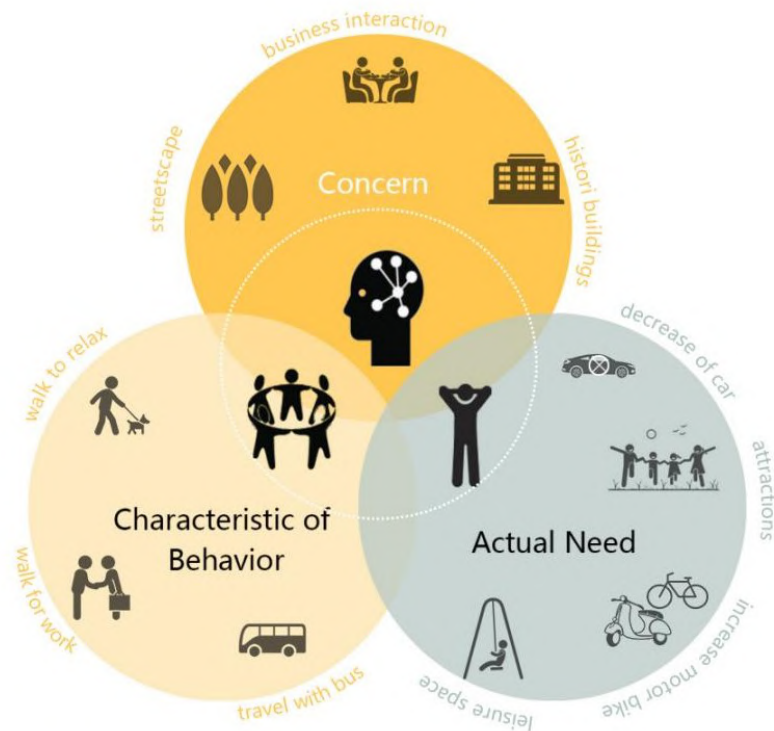 business interaction
streetscape
Concern
histori buildings
decrease of car
walk to relax
attractions
Characteristic of
Behavior
Actual Need
walk for work
increase motor bike
travel with bus
leisure space